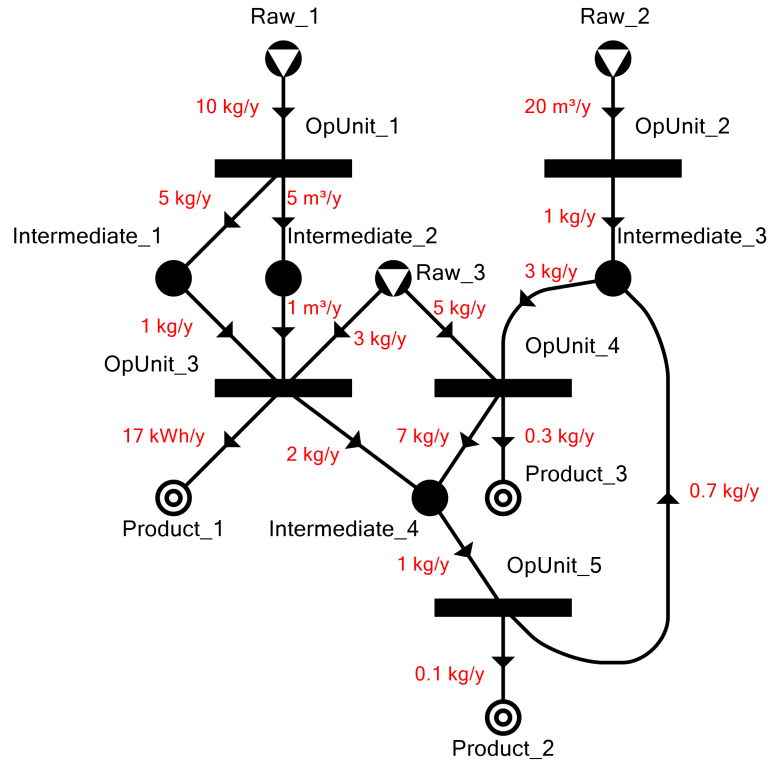 Raw_1
Raw_2
10 kg/y
20 m³/y
OpUnit_1
OpUnit_2
5 kg/y
5 m³/y
1 kg/y
Intermediate_1
Intermediate_2
Intermediate_3
Raw_3
3 kg/y
1 m³/y
5 kg/y
1 kg/y
3 kg/y
OpUnit_4
OpUnit_3
17 kWh/y
2 kg/y
7 kg/y
0.3 kg/y
Product_3
0.7 kg/y
Product_1
Intermediate_4
1 kg/y
OpUnit_5
0.1 kg/y
Product_2